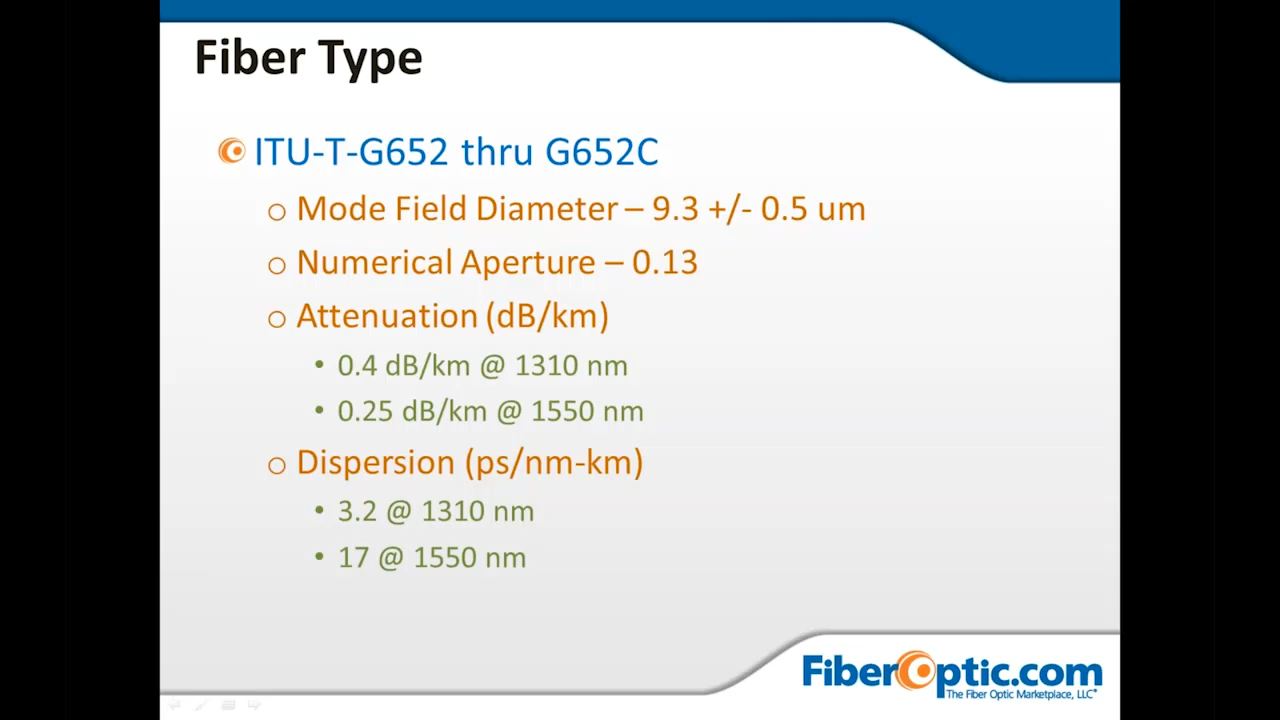 Fiber Type
ITU-T-G652 thru G652C
o Mode Field Diameter – 9.3 +/- 0.5 um
o Numerical Aperture – 0.13
o Attenuation (dB/km)
• 0.4 dB/km @ 1310 nm
• 0.25 dB/km @ 1550 nm
o Dispersion (ps/nm-km)
• 3.2 @ 1310 nm
• 17 @ 1550 nm
FiberOptic.com
The Fiber Optic Marketplace, LLC